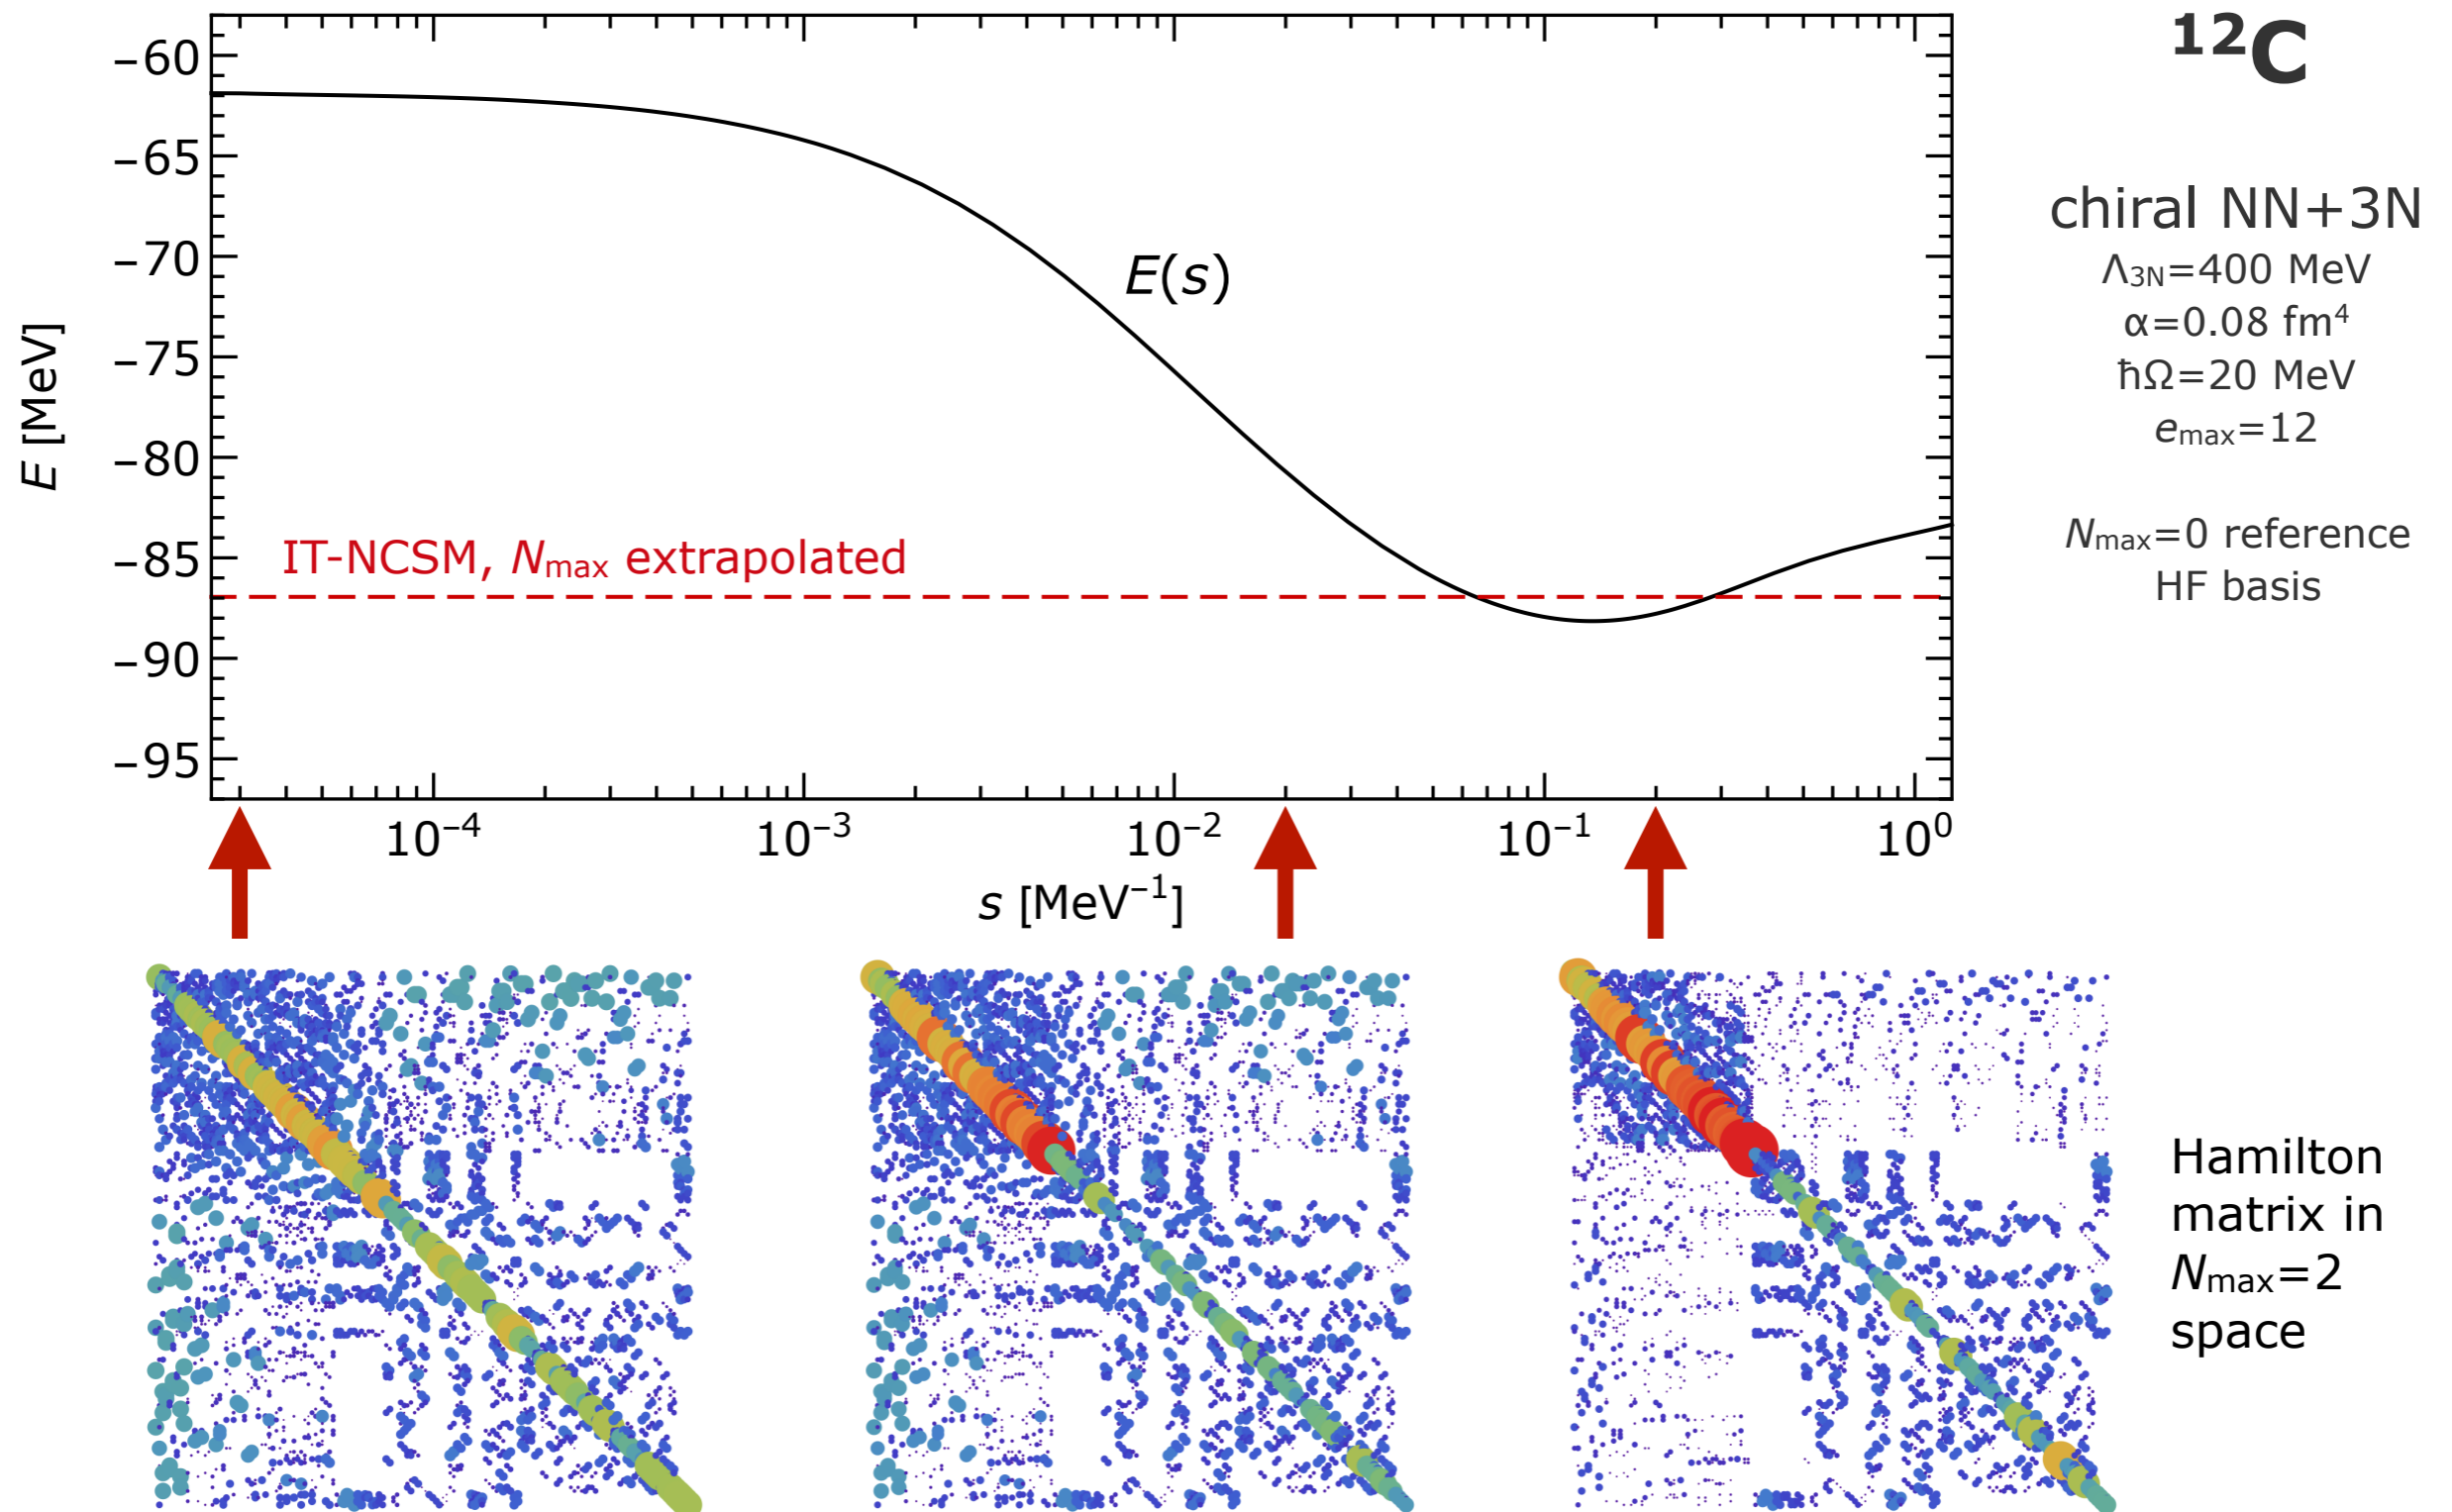 ¹²C
−60
−65
−70
−75
−80
−85
−90
−95
E [MeV]
E(s)
IT-NCSM, Nmax extrapolated
10⁻⁴ 10⁻³ 10⁻² 10⁻¹ 10⁰
s [MeV⁻¹]
chiral NN+3N
Λ3N=400 MeV
α=0.08 fm⁴
ħΩ=20 MeV
emax=12
Nmax=0 reference
HF basis
Hamilton
matrix in
Nmax=2
space